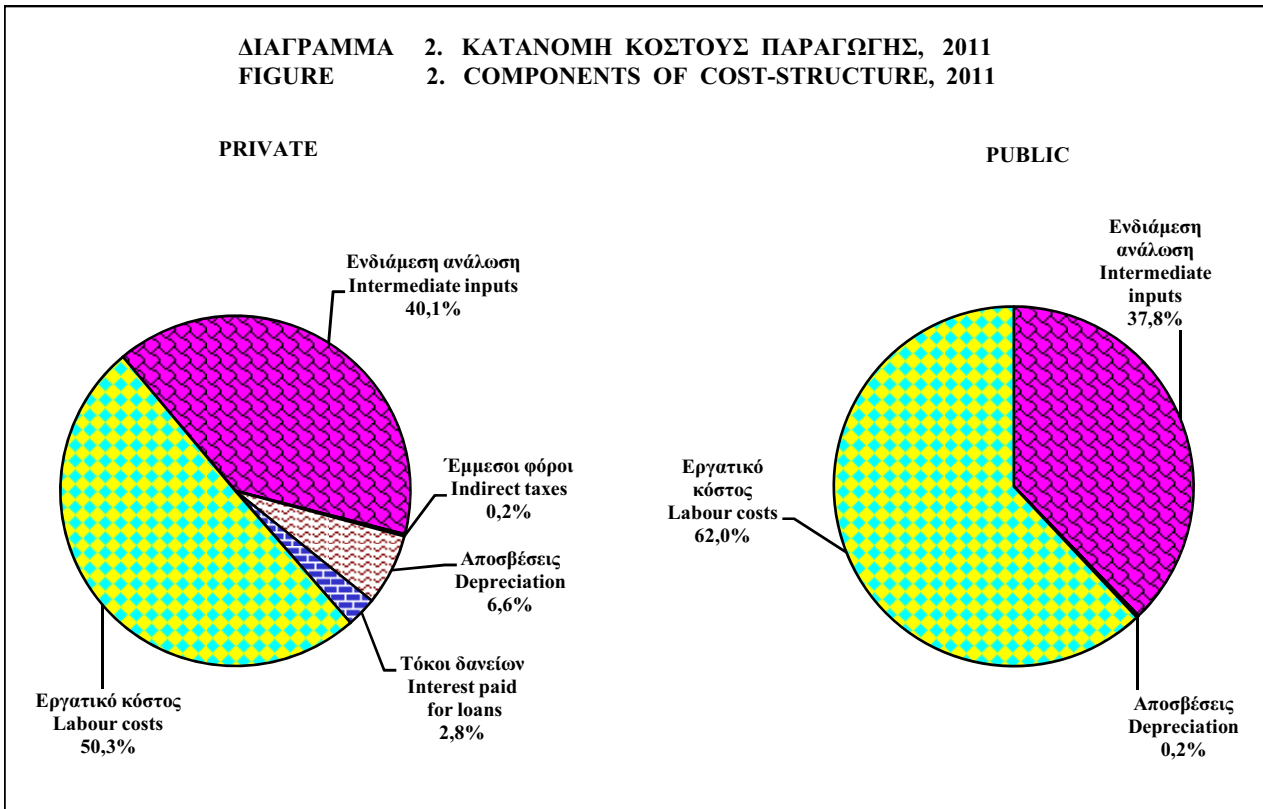 ΔΙΑΓΡΑΜΜΑ 2. ΚΑΤΑΝΟΜΗ ΚΟΣΤΟΥΣ ΠΑΡΑΓΩΓΗΣ, 2011
FIGURE 2. COMPONENTS OF COST-STRUCTURE, 2011
PRIVATE
Ενδιάμεση ανάλωση
Intermediate inputs
40,1%
Έμμεσοι φόροι
Indirect taxes
0,2%
Αποσβέσεις
Depreciation
6,6%
Τόκοι δανείων
Interest paid
for loans
2,8%
Εργατικό κόστος
Labour costs
50,3%
PUBLIC
Ενδιάμεση
ανάλωση
Intermediate
inputs
37,8%
Εργατικό
κόστος
Labour costs
62,0%
Αποσβέσεις
Depreciation
0,2%